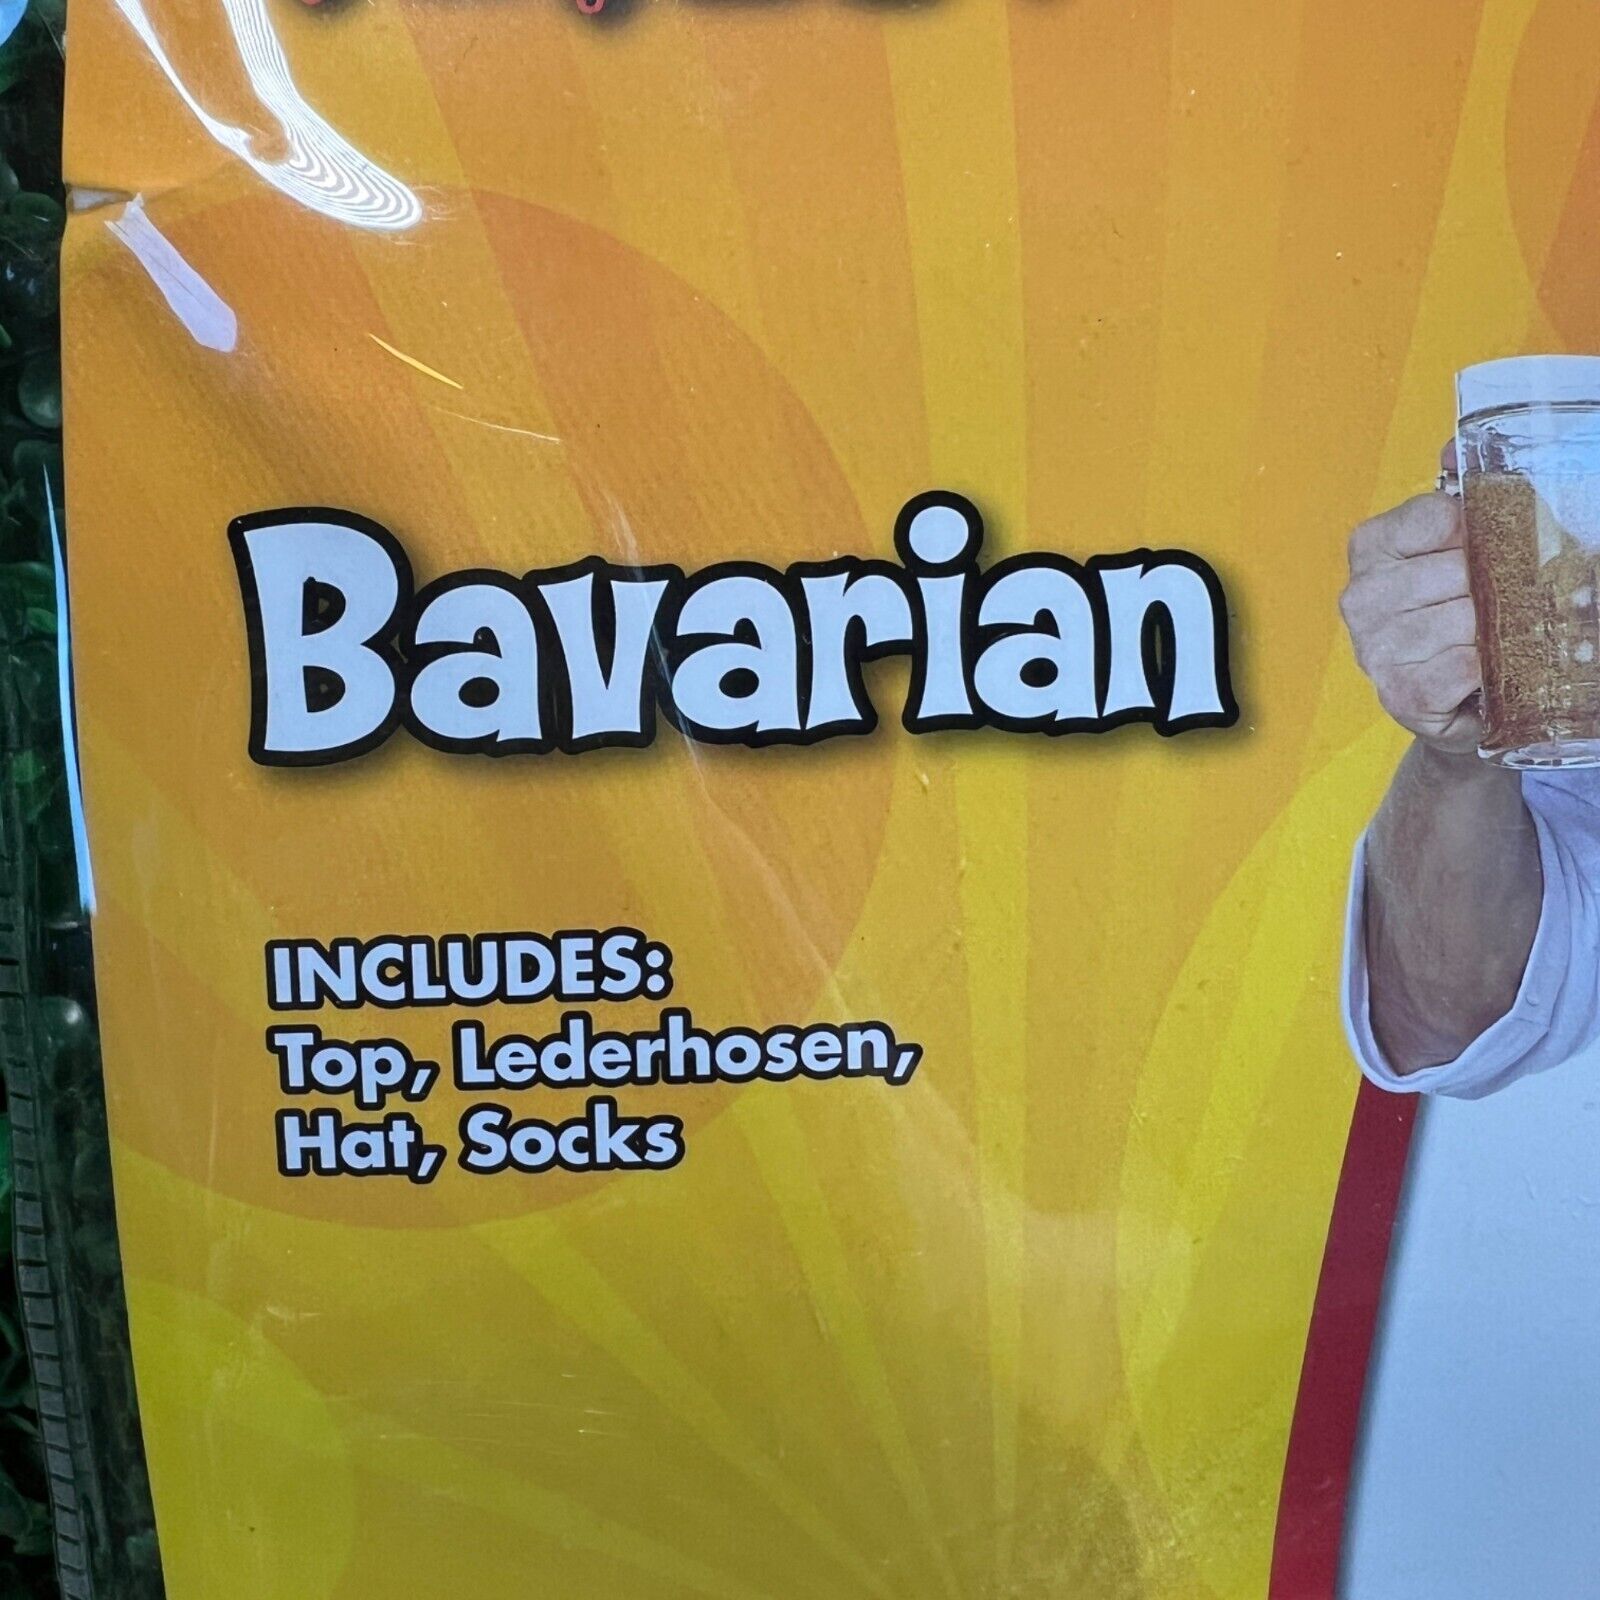 Bavarian
INCLUDES:
Top, Lederhosen,
Hat, Socks